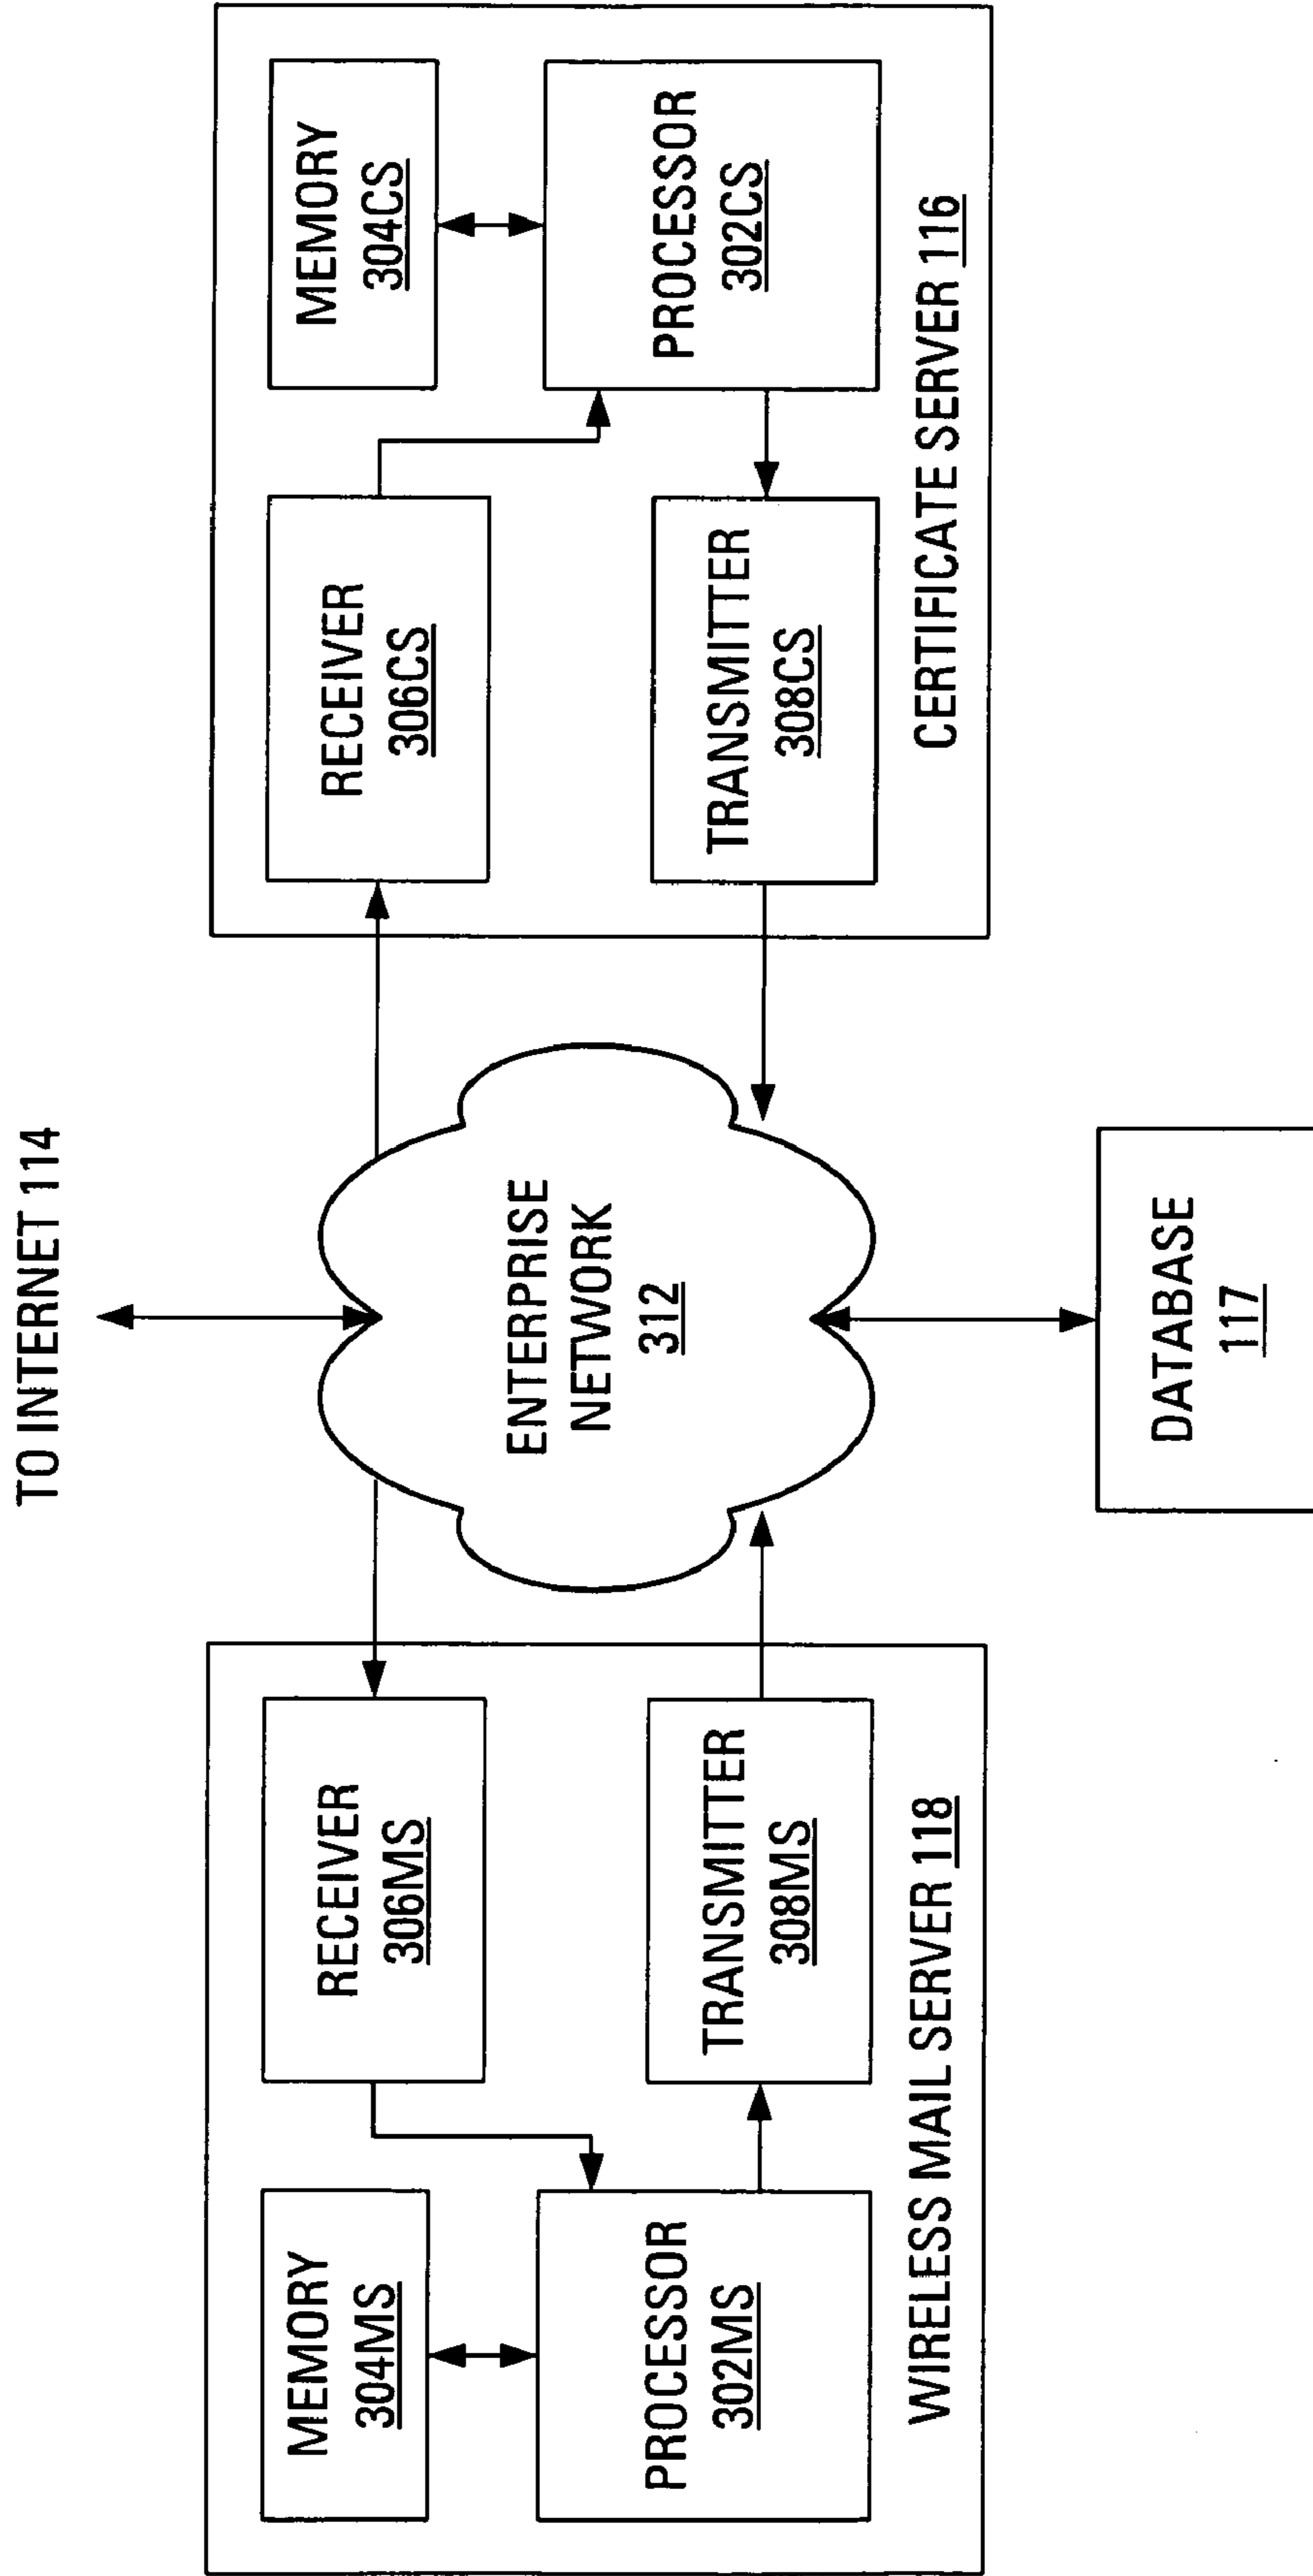 TO INTERNET 114
MEMORY
304MS
RECEIVER
306MS
PROCESSOR
302MS
TRANSMITTER
308MS
WIRELESS MAIL SERVER 118
ENTERPRISE
NETWORK
312
RECEIVER
306CS
MEMORY
304CS
TRANSMITTER
308CS
PROCESSOR
302CS
CERTIFICATE SERVER 116
DATABASE
117